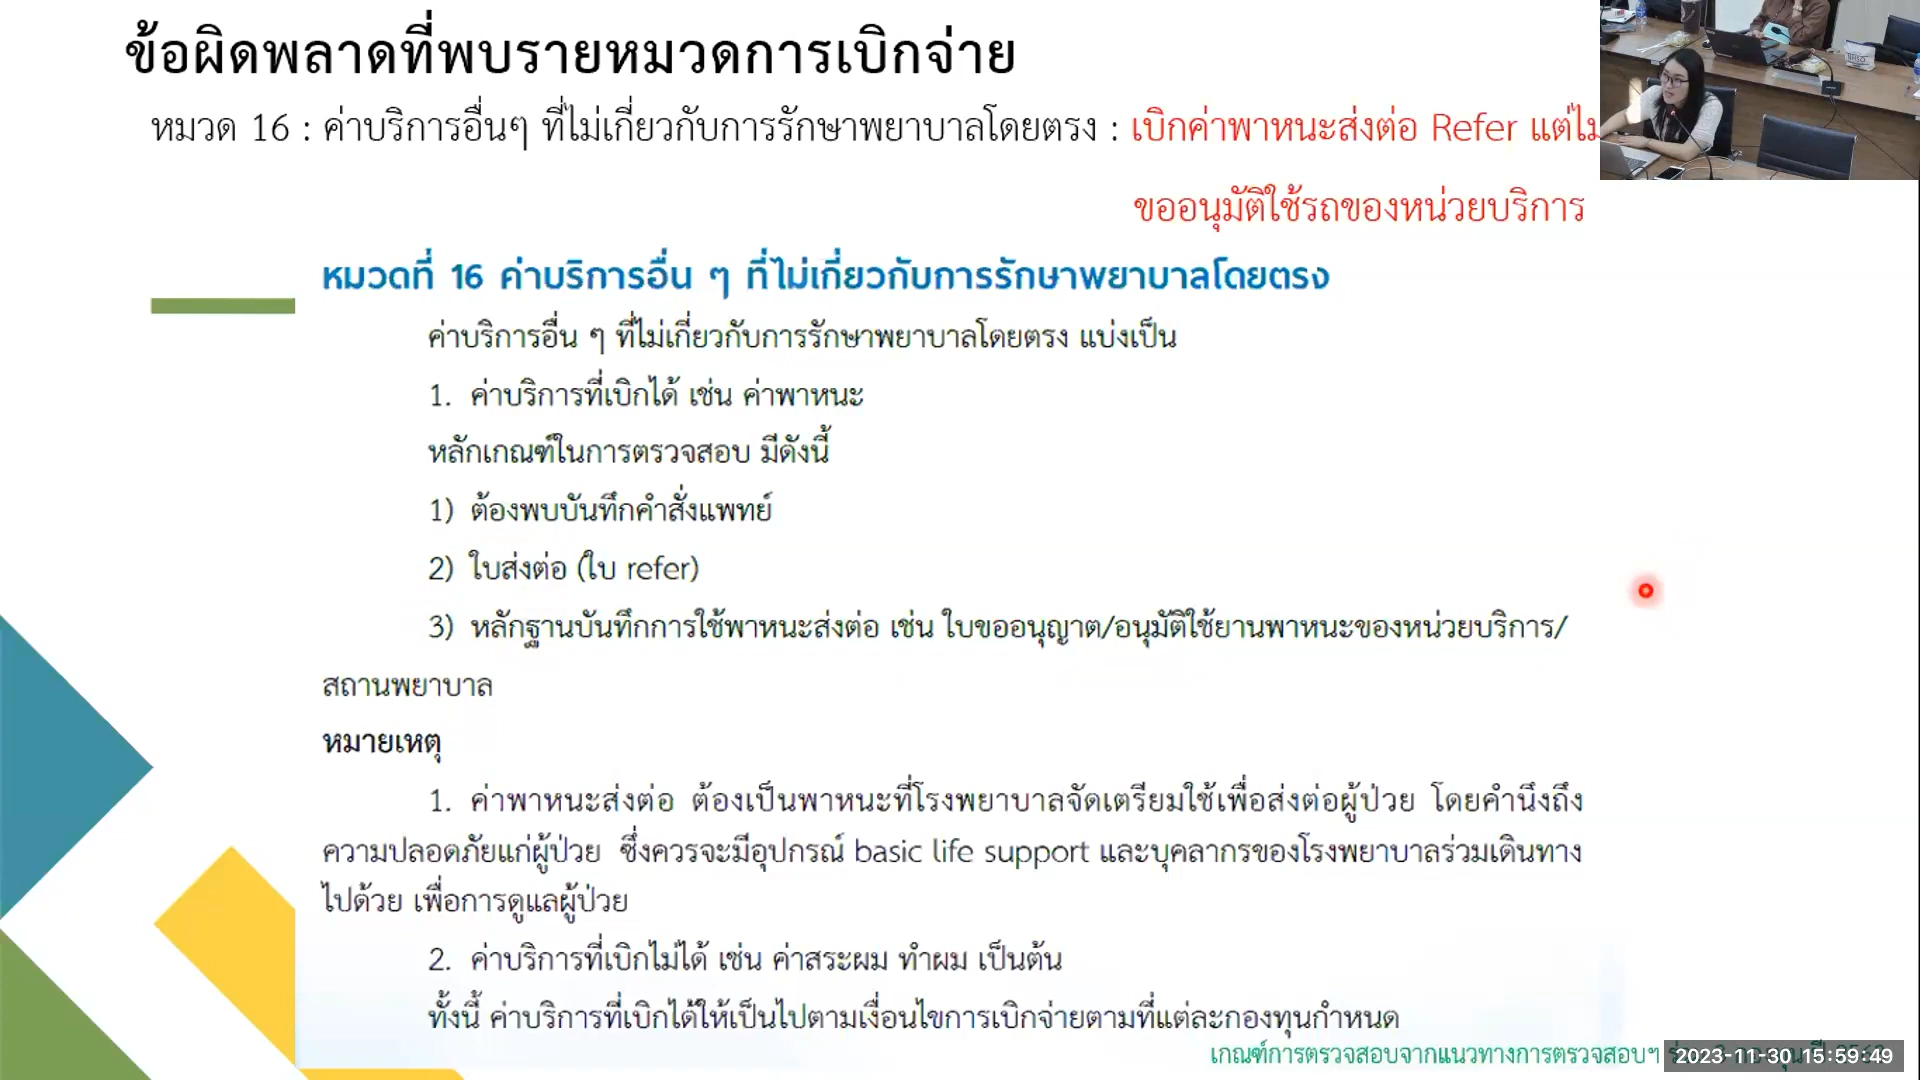 ข้อผิดพลาดที่พบรายหมวดการเบิกจ่าย
หมวด 16 : ค่าบริการอื่นๆ ที่ไม่เกี่ยวกับการรักษาพยาบาลโดยตรง : เบิกค่าพาหนะส่งต่อ Refer แต่ไม่
ขออนุมัติใช้รถของหน่วยบริการ
หมวดที่ 16 ค่าบริการอื่น ๆ ที่ไม่เกี่ยวกับการรักษาพยาบาลโดยตรง
ค่าบริการอื่น ๆ ที่ไม่เกี่ยวกับการรักษาพยาบาลโดยตรง แบ่งเป็น
1. ค่าบริการที่เบิกได้ เช่น ค่าพาหนะ
หลักเกณฑ์ในการตรวจสอบ มีดังนี้
1) ต้องพบบันทึกคำสั่งแพทย์
2) ใบส่งต่อ (ใบ refer)
3) หลักฐานบันทึกการใช้พาหนะส่งต่อ เช่น ใบขออนุญาต/อนุมัติใช้ยานพาหนะของหน่วยบริการ/
สถานพยาบาล
หมายเหตุ
1. ค่าพาหนะส่งต่อ ต้องเป็นพาหนะที่โรงพยาบาลจัดเตรียมใช้เพื่อส่งต่อผู้ป่วย โดยคำนึงถึง
ความปลอดภัยแก่ผู้ป่วย ซึ่งควรจะมีอุปกรณ์ basic life support และบุคลากรของโรงพยาบาลร่วมเดินทาง
ไปด้วย เพื่อการดูแลผู้ป่วย
2. ค่าบริการที่เบิกไม่ได้ เช่น ค่าสระผม ทำผม เป็นต้น
ทั้งนี้ ค่าบริการที่เบิกได้ให้เป็นไปตามเงื่อนไขการเบิกจ่ายตามที่แต่ละกองทุนกำหนด
เกณฑ์การตรวจสอบจากแนวทางการตรวจสอบฯ
2023-11-30 15:59:49